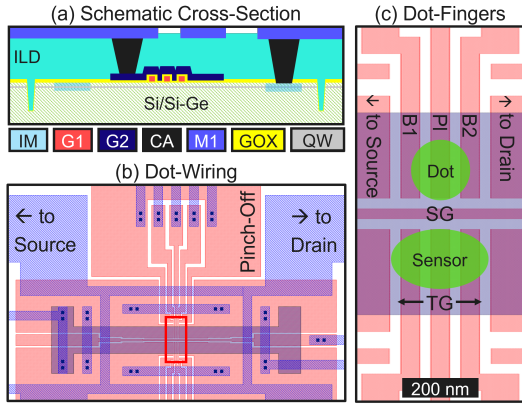 (a) Schematic Cross-Section
ILD
Si/Si-Ge
IM G1 G2 CA M1 GOX QW
(b) Dot-Wiring
← to
Source
Pinch-Off
→ to
Drain
(c) Dot-Fingers
← to Source
B1
Pl
B2
→ to Drain
Dot
SG
Sensor
← TG →
200 nm